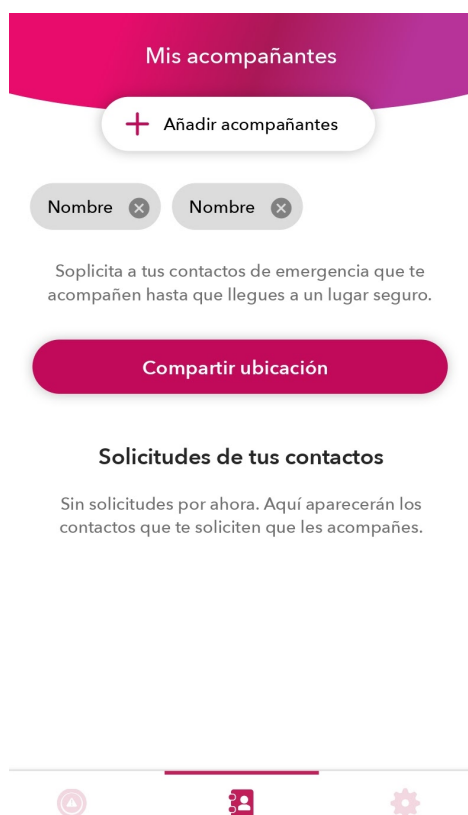 Mis acompañantes
Añadir acompañantes
Nombre Nombre
Soplicita a tus contactos de emergencia que te
acompañen hasta que llegues a un lugar seguro.
Compartir ubicación
Solicitudes de tus contactos
Sin solicitudes por ahora. Aquí aparecerán los
contactos que te soliciten que les acompañes.